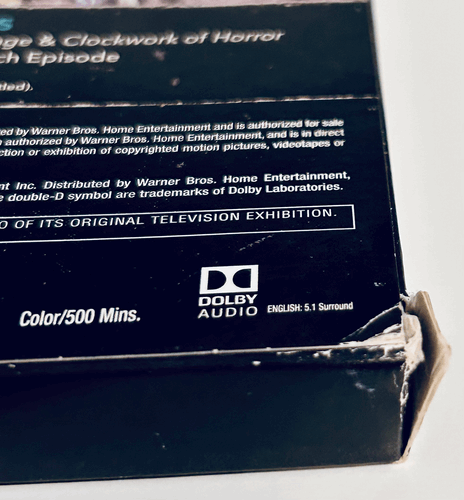 & Clockwork of Horror
ch Episode
tled).
ed by Warner Bros. Home Entertainment and is authorized for sale
authorized by Warner Bros. Home Entertainment, and is in direct
ction or exhibition of copyrighted motion pictures, videotapes or
nt Inc. Distributed by Warner Bros. Home Entertainment,
e double-D symbol are trademarks of Dolby Laboratories.
O OF ITS ORIGINAL TELEVISION EXHIBITION.
DOLBY
AUDIO
ENGLISH: 5.1 Surround
Color/500 Mins.